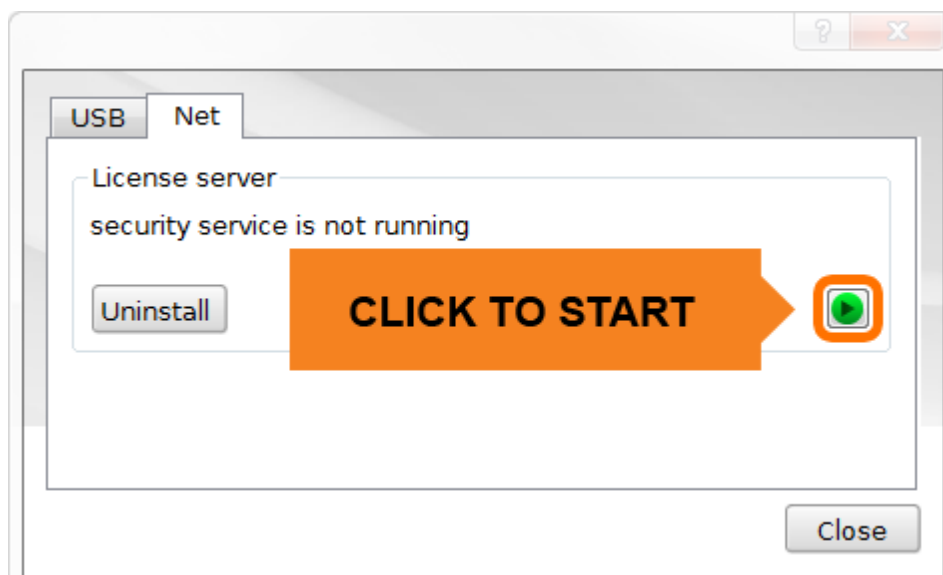 ?
USB Net
License server
security service is not running
Uninstall
CLICK TO START
Close